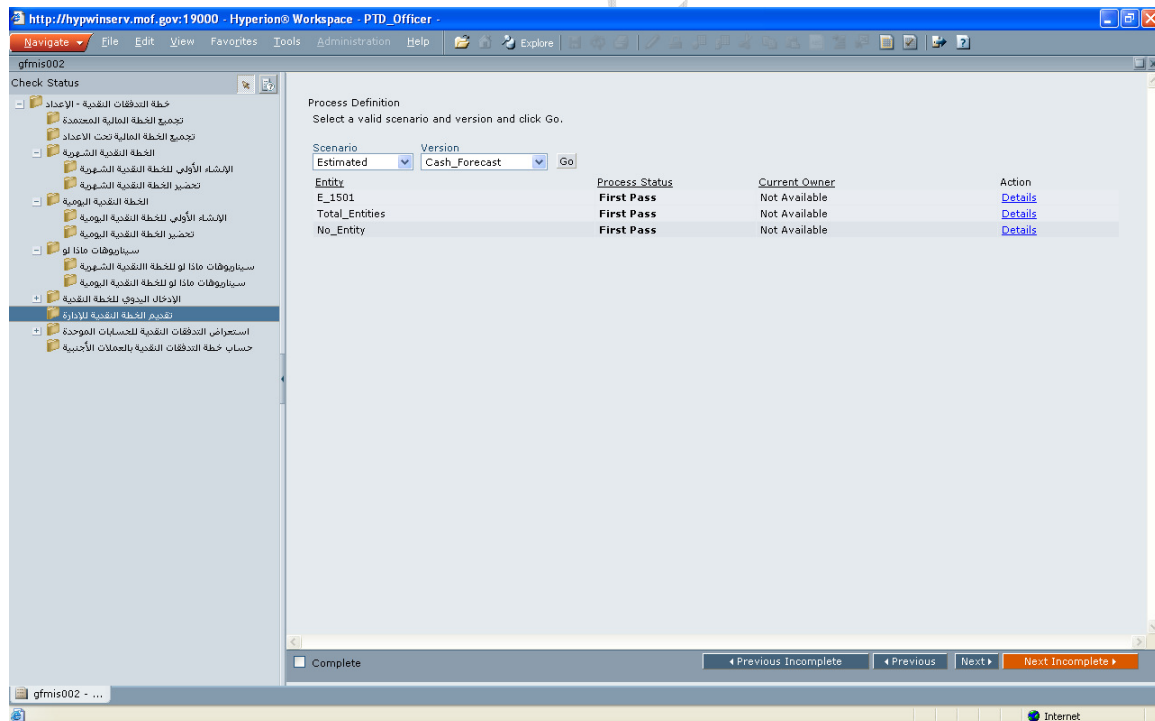 http://hypwinserv.mof.gov:19000 - Hyperion® Workspace - PTD_Officer -
Navigate File Edit View Favorites Tools Administration Help Explore
gfmis002
Check Status
خطة التدفقات النقدية - الإعداد
تجميع الخطة المالية المعتمدة
تجميع الخطة المالية تحت الاعداد
الخطة النقدية الشهرية
الإنشاء الأولي للخطة النقدية الشهرية
تحضير الخطة النقدية الشهرية
الخطة النقدية اليومية
الإنشاء الأولي للخطة النقدية اليومية
تحضير الخطة النقدية اليومية
سيناريوهات ماذا لو
سيناريوهات ماذا لو للخطة االنقدية الشهرية
سيناريوهات ماذا لو للخطة النقدية اليومية
الإدخال اليدوي للخطة النقدية
تقديم الخطة النقدية للإدارة
استعراض التدفقات النقدية للحسابات الموحدة
حساب خطة التدفقات النقدية بالعملات الأجنبية
Process Definition
Select a valid scenario and version and click Go.
Scenario Version
Estimated Cash_Forecast Go
Entity Process Status Current Owner Action
E_1501 First Pass Not Available Details
Total_Entities First Pass Not Available Details
No_Entity First Pass Not Available Details
Complete Previous Incomplete Previous Next Next Incomplete
gfmis002 - ...
Internet